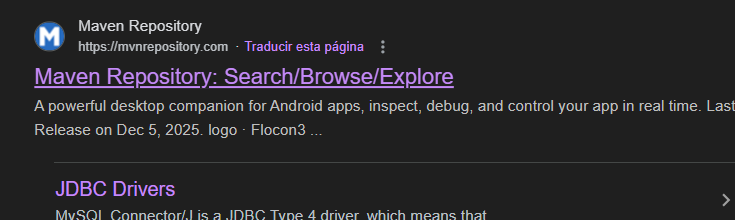 M
Maven Repository
https://mvnrepository.com · Traducir esta página
Maven Repository: Search/Browse/Explore
A powerful desktop companion for Android apps, inspect, debug, and control your app in real time. Last
Release on Dec 5, 2025. logo · Flocon3 ...
JDBC Drivers
MySQL Connector/J is a JDBC Type 4 driver, which means that